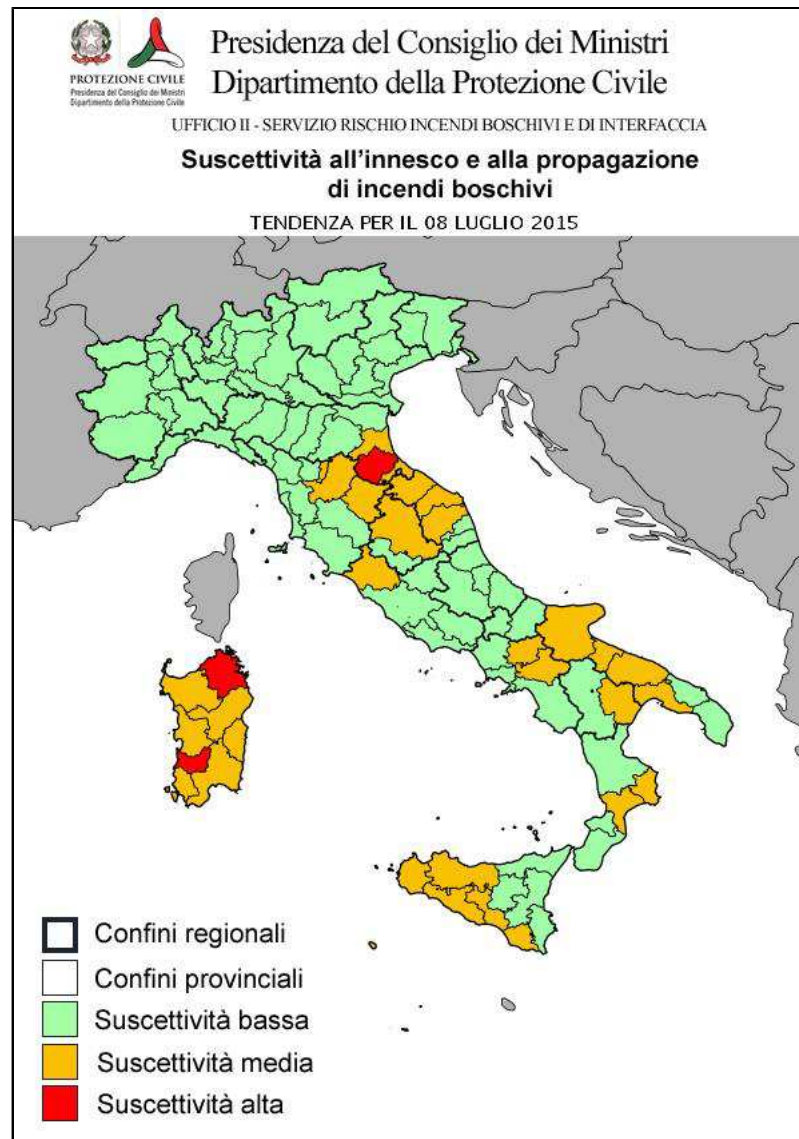 PROTEZIONE CIVILE
Presidenza del Consiglio dei Ministri
Dipartimento della Protezione Civile
Presidenza del Consiglio dei Ministri
Dipartimento della Protezione Civile
UFFICIO II - SERVIZIO RISCHIO INCENDI BOSCHIVI E DI INTERFACCIA
Suscettività all'innesco e alla propagazione
di incendi boschivi
TENDENZA PER IL 08 LUGLIO 2015
Confini regionali
Confini provinciali
Suscettività bassa
Suscettività media
Suscettività alta